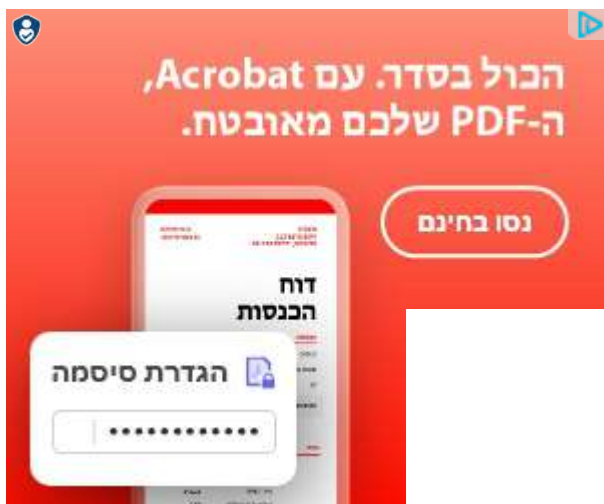 הכול בסדר. עם Acrobat,
ה-PDF שלכם מאובטח.
נסו בחינם
דוח
הכנסות
הגדרת סיסמה
••••••••••••